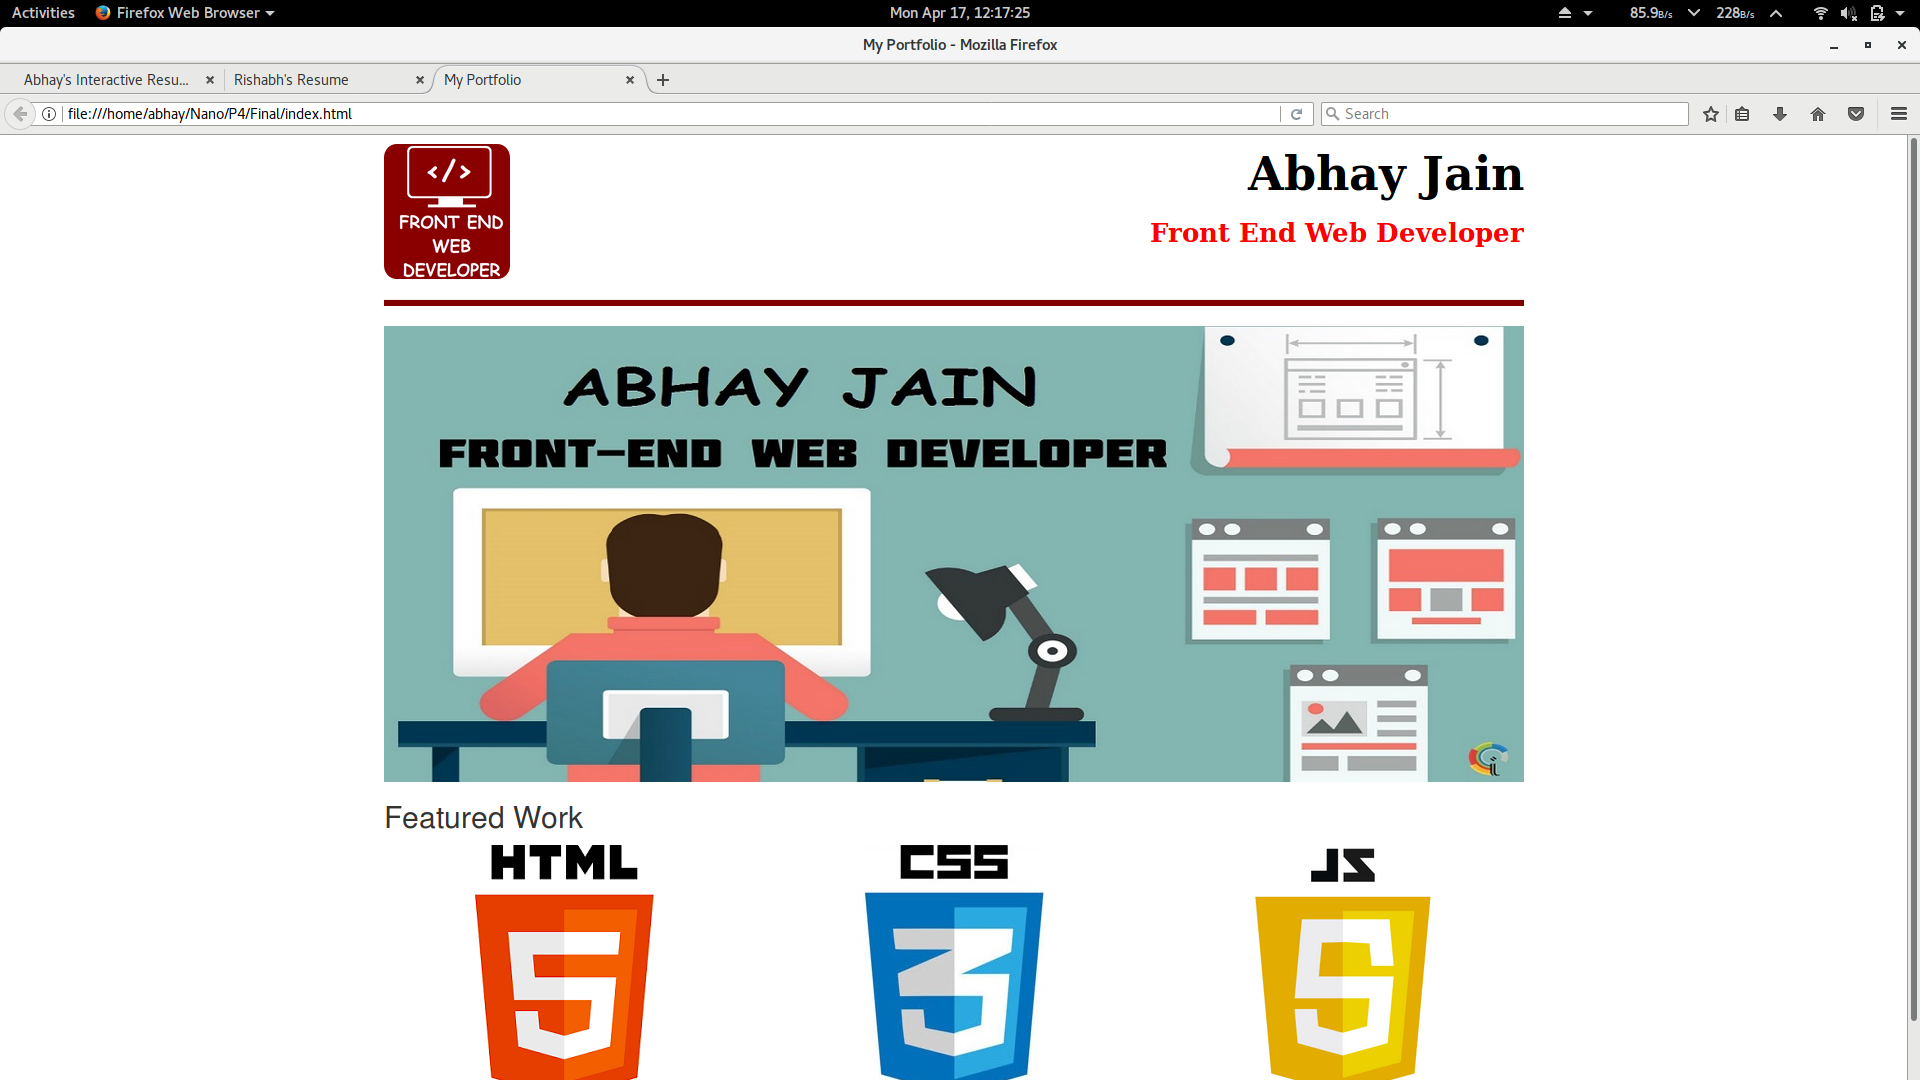 Activities
Firefox Web Browser
Mon Apr 17, 12:17:25
85.9B/s
228B/s
My Portfolio - Mozilla Firefox
Abhay's Interactive Resu...
Rishabh's Resume
My Portfolio
file:///home/abhay/Nano/P4/Final/index.html
Search
</>
FRONT END
WEB
DEVELOPER
Abhay Jain
Front End Web Developer
ABHAY JAIN
FRONT-END WEB DEVELOPER
Featured Work
HTML
CSS
JS
5
3